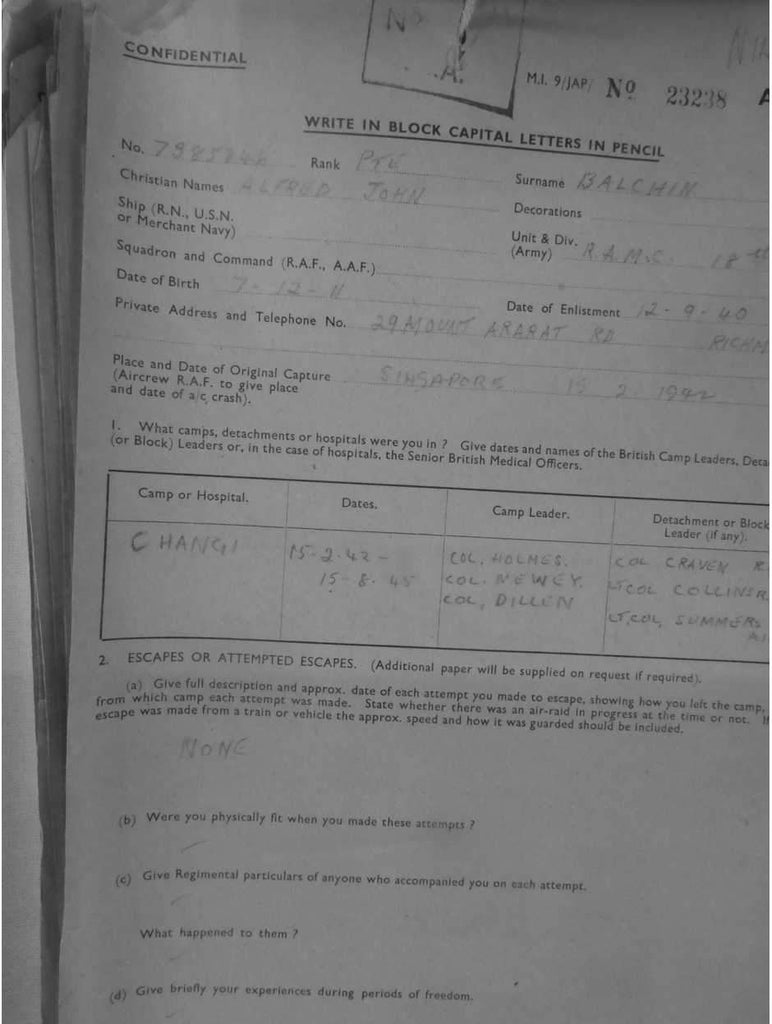 CONFIDENTIAL
No
A.
M.I. 9/JAP/ No 23238 A
WRITE IN BLOCK CAPITAL LETTERS IN PENCIL
No. Rank PTE Surname BALCHIN
Christian Names ALFRED JOHN Decorations
Ship (R.N., U.S.N.
or Merchant Navy)
Unit & Div. R.A.M.C. 18th
(Army)
Squadron and Command (R.A.F., A.A.F.)
Date of Birth 7-12-11 Date of Enlistment 12-9-40
Private Address and Telephone No. 29 MOUNT ARARAT RD RICHM
Place and Date of Original Capture SINGAPORE 15 2. 1942
(Aircrew R.A.F. to give place
and date of a/c crash).
1. What camps, detachments or hospitals were you in ? Give dates and names of the British Camp Leaders, Deta
(or Block) Leaders or, in the case of hospitals, the Senior British Medical Officers.
Camp or Hospital. Dates. Camp Leader. Detachment or Block
Leader (if any).
CHANGI 15-2-42 - COL. HOLMES. COL CRAVEN R
15-8-45 COL. NEWEY. LT COL COLLINS R
COL, DILLEN LT, COL, SUMMERS
2. ESCAPES OR ATTEMPTED ESCAPES. (Additional paper will be supplied on request if required).
(a) Give full description and approx. date of each attempt you made to escape, showing how you left the camp,
from which camp each attempt was made. State whether there was an air-raid in progress at the time or not. If
escape was made from a train or vehicle the approx. speed and how it was guarded should be included.
NONE
(b) Were you physically fit when you made these attempts ?
(c) Give Regimental particulars of anyone who accompanied you on each attempt.
What happened to them ?
(d) Give briefly your experiences during periods of freedom.